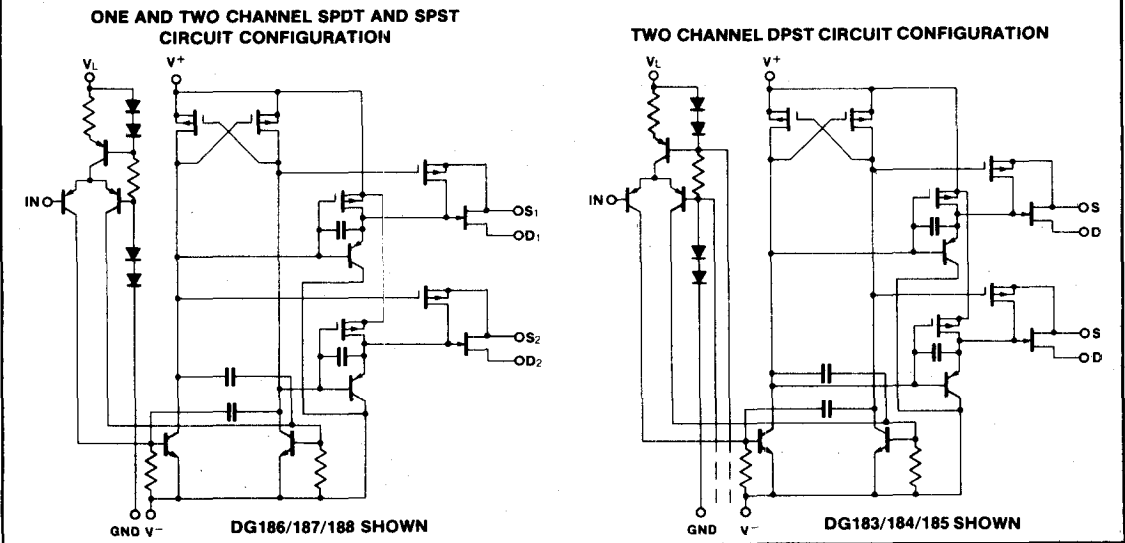 ONE AND TWO CHANNEL SPDT AND SPST
CIRCUIT CONFIGURATION
VL
V+
IN
S1
D1
S2
D2
GND V−
DG186/187/188 SHOWN
TWO CHANNEL DPST CIRCUIT CONFIGURATION
VL
V+
IN
S
D
S
D
GND
V−
DG183/184/185 SHOWN